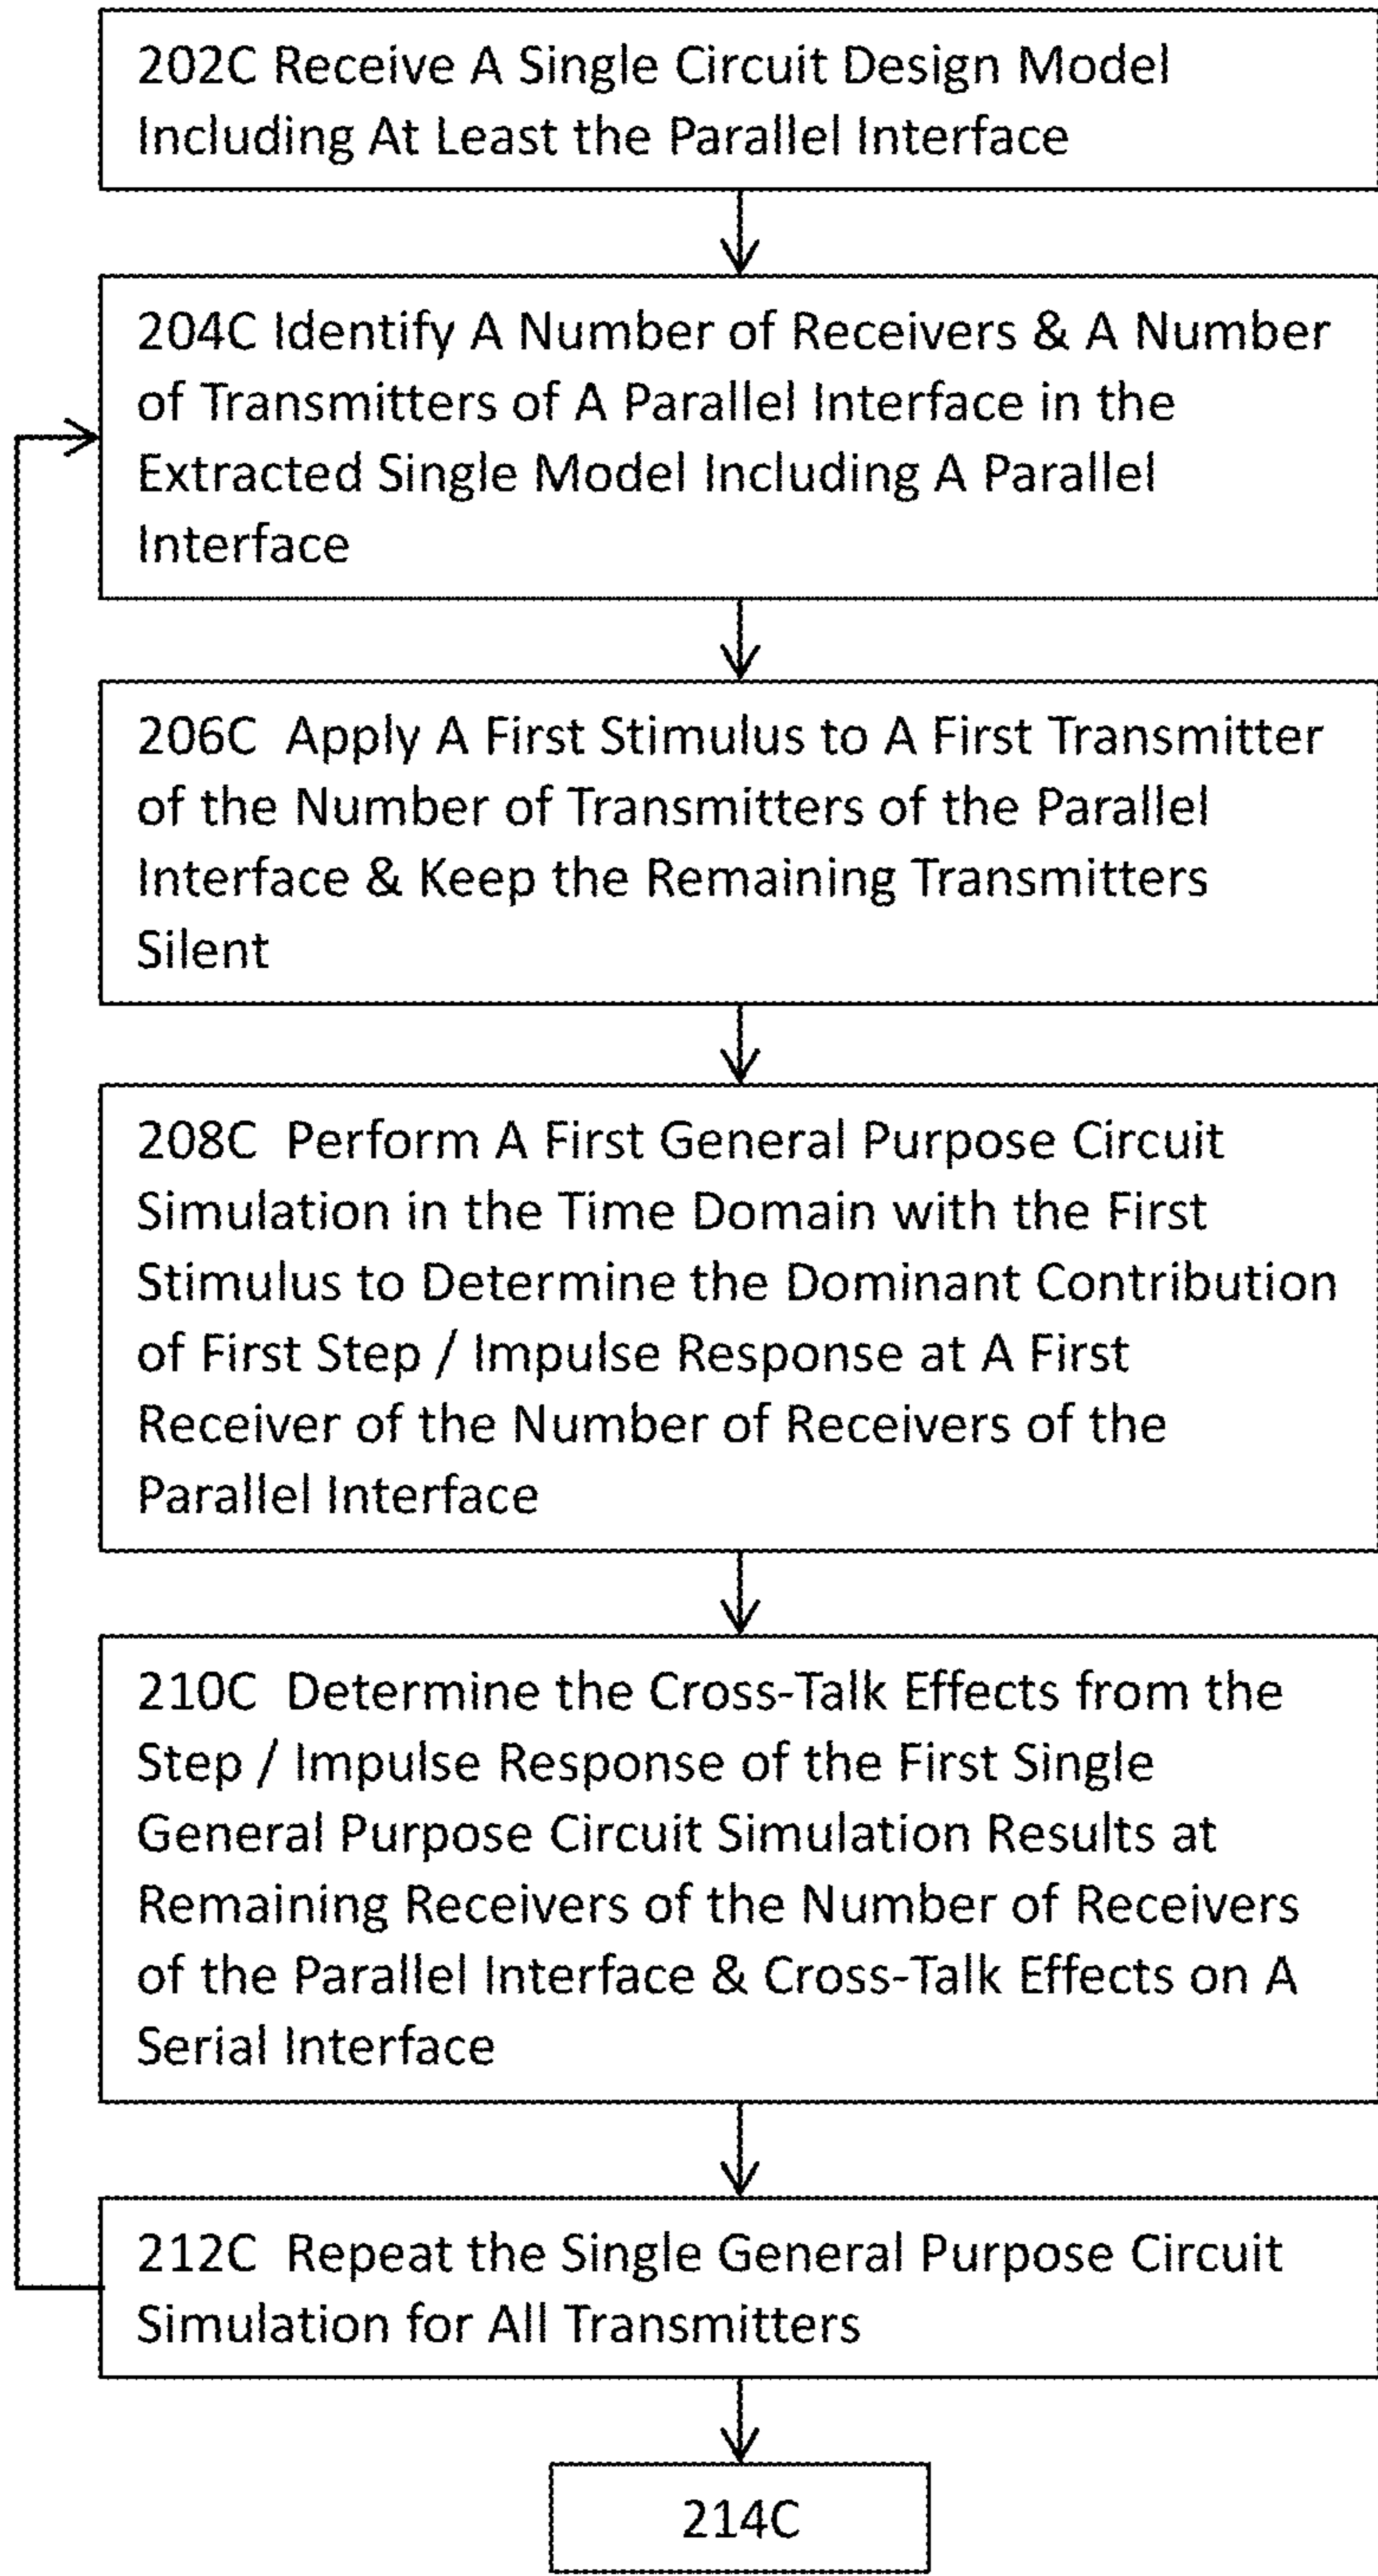 202C Receive A Single Circuit Design Model
Including At Least the Parallel Interface
204C Identify A Number of Receivers & A Number
of Transmitters of A Parallel Interface in the
Extracted Single Model Including A Parallel
Interface
206C Apply A First Stimulus to A First Transmitter
of the Number of Transmitters of the Parallel
Interface & Keep the Remaining Transmitters
Silent
208C Perform A First General Purpose Circuit
Simulation in the Time Domain with the First
Stimulus to Determine the Dominant Contribution
of First Step / Impulse Response at A First
Receiver of the Number of Receivers of the
Parallel Interface
210C Determine the Cross-Talk Effects from the
Step / Impulse Response of the First Single
General Purpose Circuit Simulation Results at
Remaining Receivers of the Number of Receivers
of the Parallel Interface & Cross-Talk Effects on A
Serial Interface
212C Repeat the Single General Purpose Circuit
Simulation for All Transmitters
214C